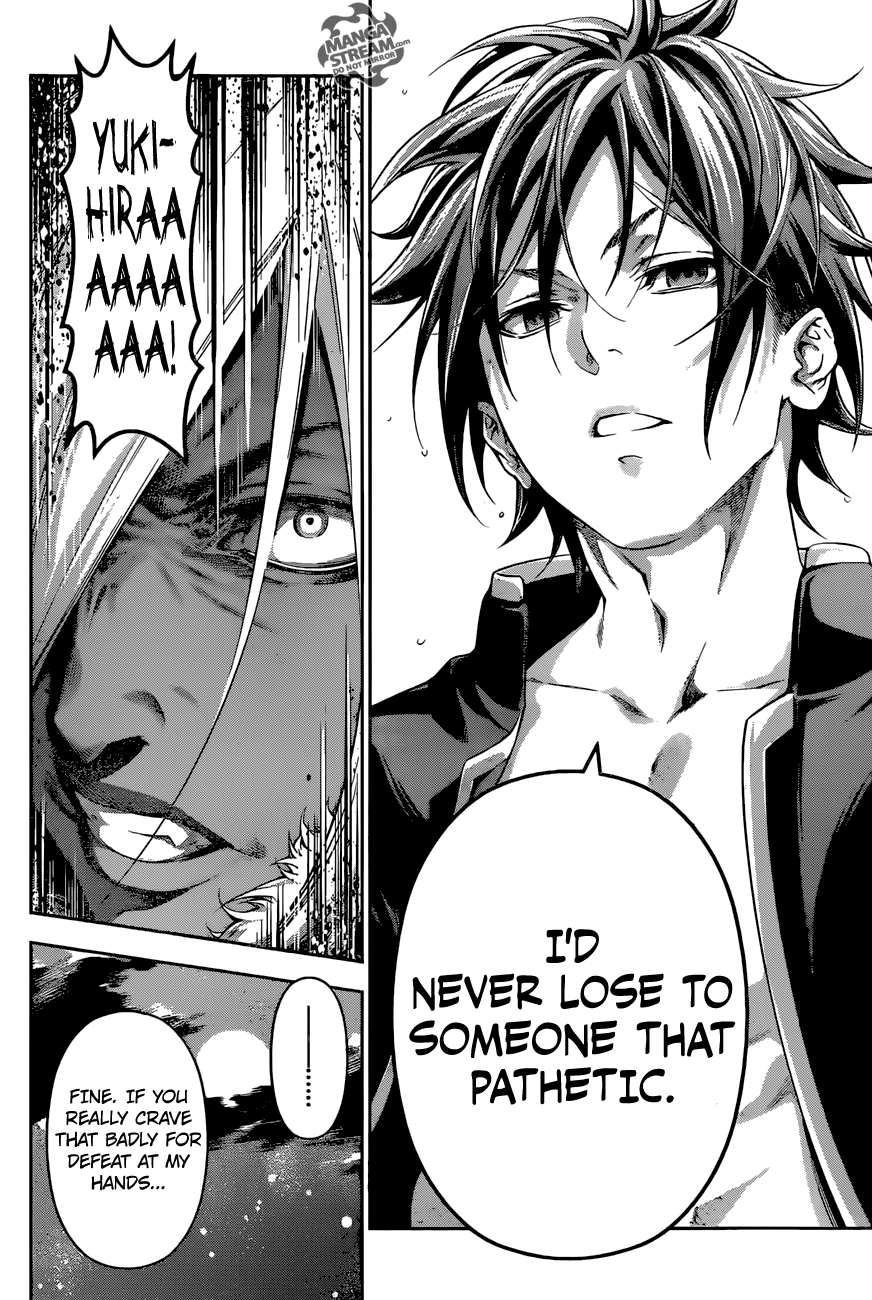 MANGA
STREAM.com
DO NOT MIRROR
I'D
NEVER LOSE TO
SOMEONE THAT
PATHETIC.
YUKI-
HIRAA
AAAA
AAA!
..........
FINE. IF YOU
REALLY CRAVE
THAT BADLY FOR
DEFEAT AT MY
HANDS...